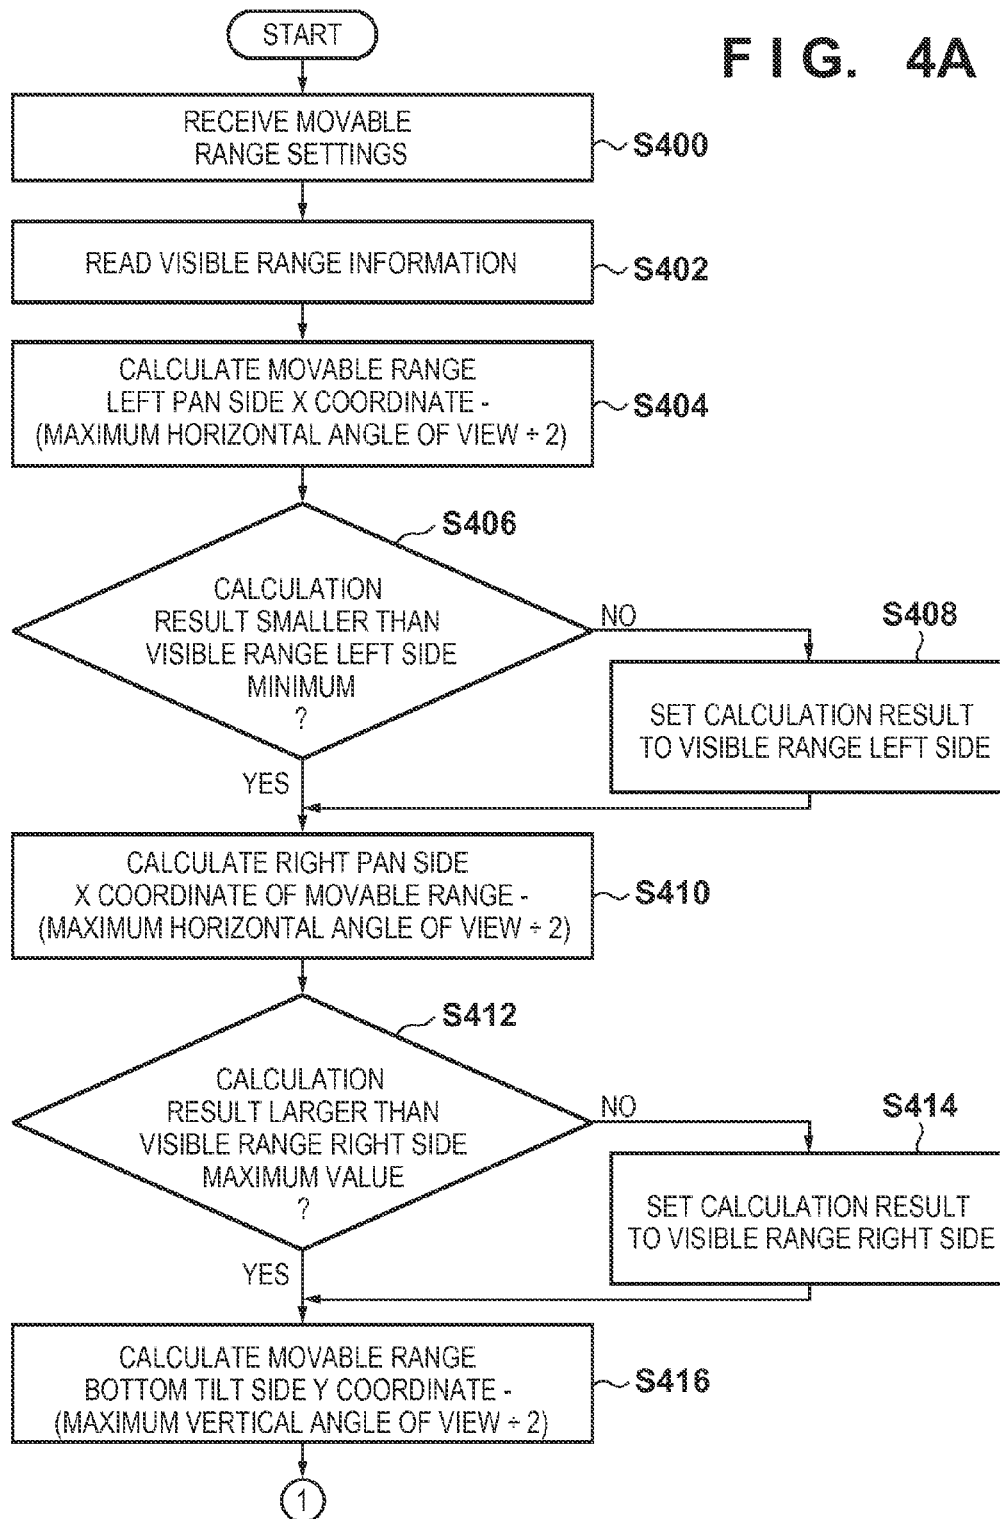 START
F I G. 4A
RECEIVE MOVABLE
RANGE SETTINGS
S400
READ VISIBLE RANGE INFORMATION
S402
CALCULATE MOVABLE RANGE
LEFT PAN SIDE X COORDINATE -
(MAXIMUM HORIZONTAL ANGLE OF VIEW ÷ 2)
S404
S406
CALCULATION
RESULT SMALLER THAN
VISIBLE RANGE LEFT SIDE
MINIMUM
?
NO
S408
SET CALCULATION RESULT
TO VISIBLE RANGE LEFT SIDE
YES
CALCULATE RIGHT PAN SIDE
X COORDINATE OF MOVABLE RANGE -
(MAXIMUM HORIZONTAL ANGLE OF VIEW ÷ 2)
S410
S412
CALCULATION
RESULT LARGER THAN
VISIBLE RANGE RIGHT SIDE
MAXIMUM VALUE
?
NO
S414
SET CALCULATION RESULT
TO VISIBLE RANGE RIGHT SIDE
YES
CALCULATE MOVABLE RANGE
BOTTOM TILT SIDE Y COORDINATE -
(MAXIMUM VERTICAL ANGLE OF VIEW ÷ 2)
S416
1